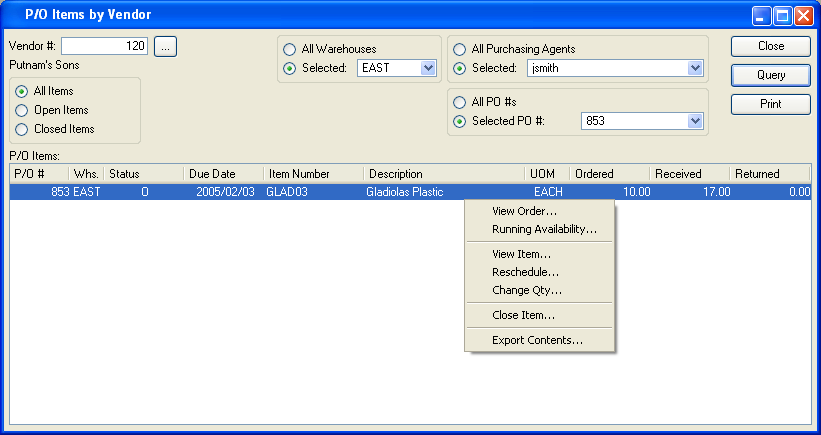 P/O Items by Vendor
Vendor #: 120 ...
Putnam's Sons
All Items
Open Items
Closed Items
All Warehouses
Selected: EAST
All Purchasing Agents
Selected: jsmith
All PO #s
Selected PO #: 853
Close
Query
Print
P/O Items:
P/O # Whs. Status Due Date Item Number Description UOM Ordered Received Returned
853 EAST O 2005/02/03 GLAD03 Gladiolas Plastic EACH 10.00 17.00 0.00
View Order...
Running Availability...
View Item...
Reschedule...
Change Qty...
Close Item...
Export Contents...